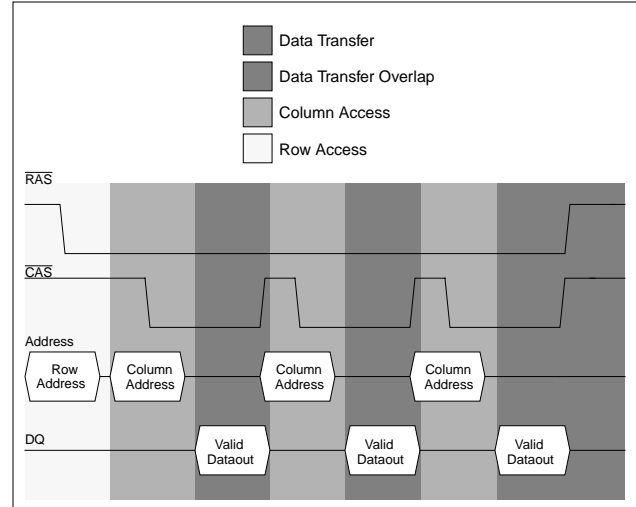 Data Transfer
Data Transfer Overlap
Column Access
Row Access
RAS
CAS
Address
Row
Address
Column
Address
Column
Address
Column
Address
DQ
Valid
Dataout
Valid
Dataout
Valid
Dataout